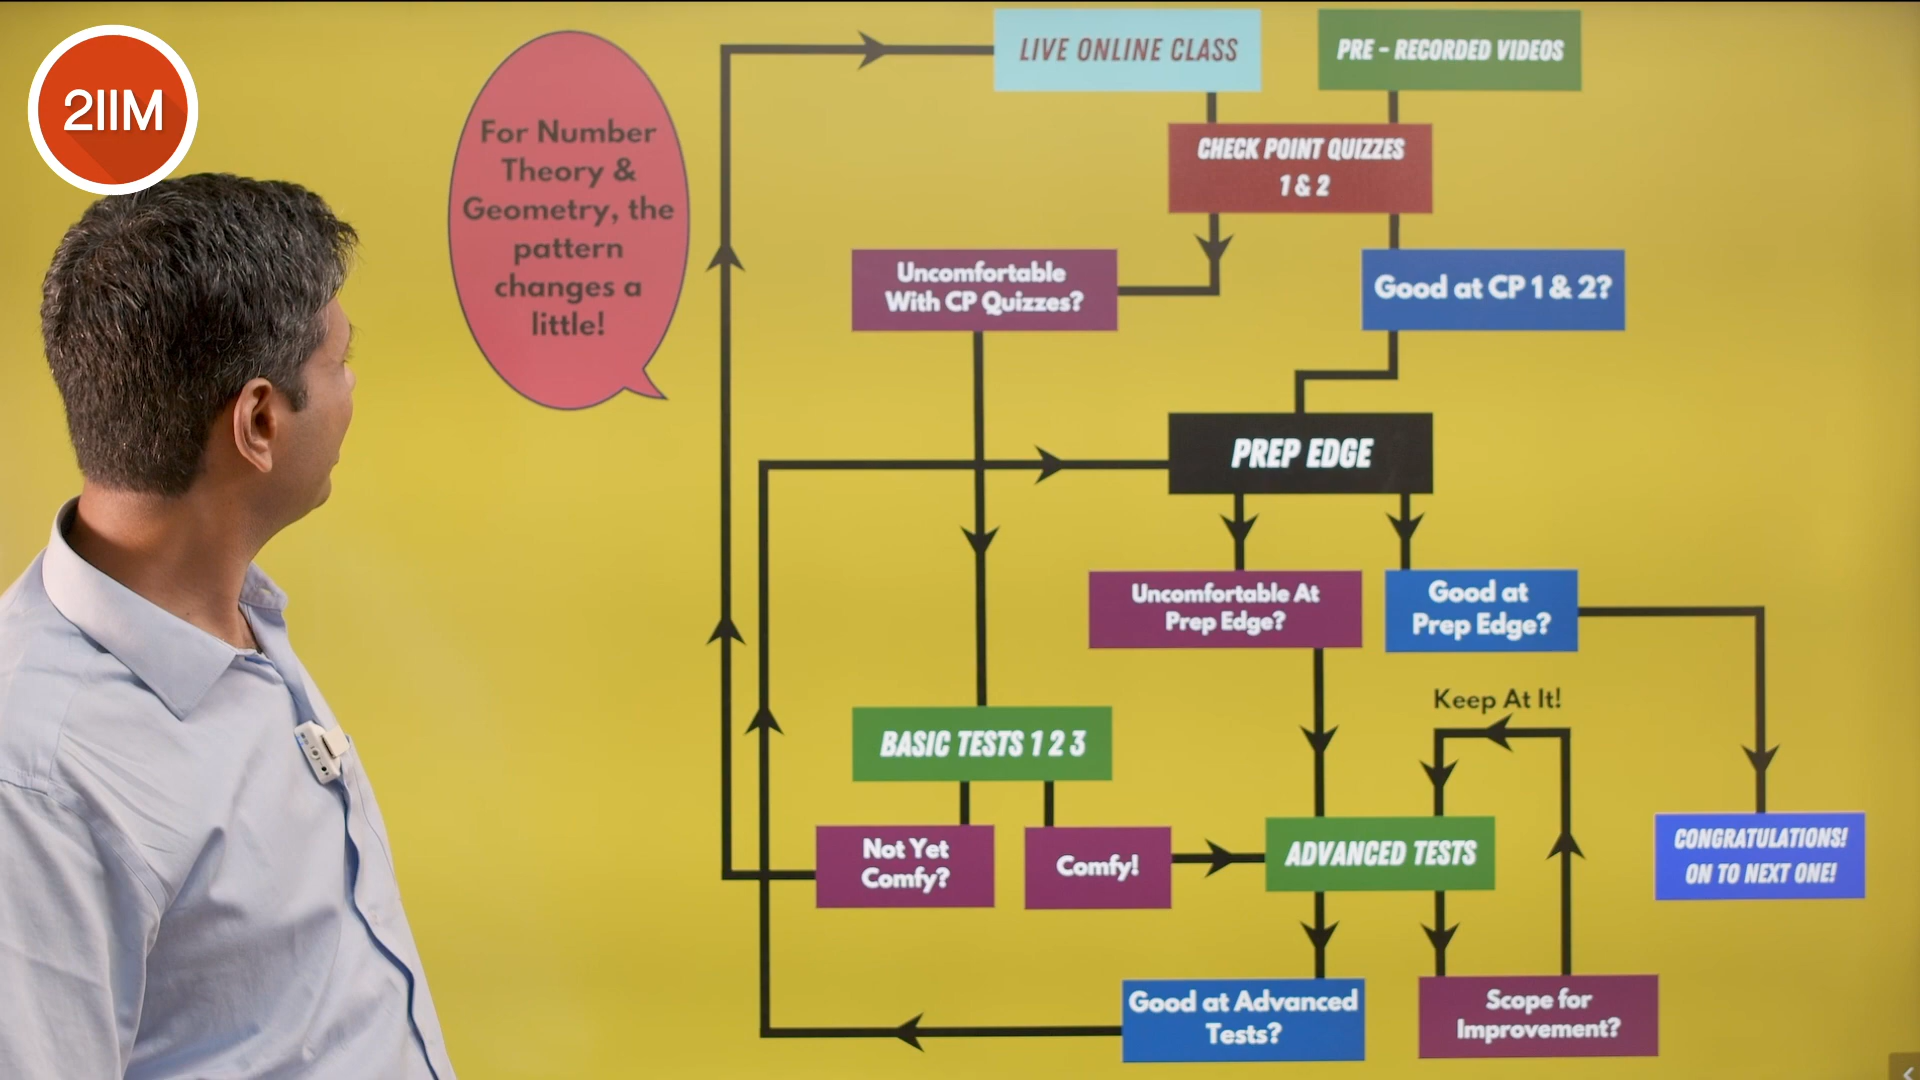 2IIM
For Number
Theory &
Geometry, the
pattern
changes a
little!
LIVE ONLINE CLASS
PRE - RECORDED VIDEOS
CHECK POINT QUIZZES
1 & 2
Uncomfortable
With CP Quizzes?
Good at CP 1 & 2?
PREP EDGE
Uncomfortable At
Prep Edge?
Good at
Prep Edge?
Keep At It!
BASIC TESTS 1 2 3
Not Yet
Comfy?
Comfy!
ADVANCED TESTS
CONGRATULATIONS!
ON TO NEXT ONE!
Good at Advanced
Tests?
Scope for
Improvement?